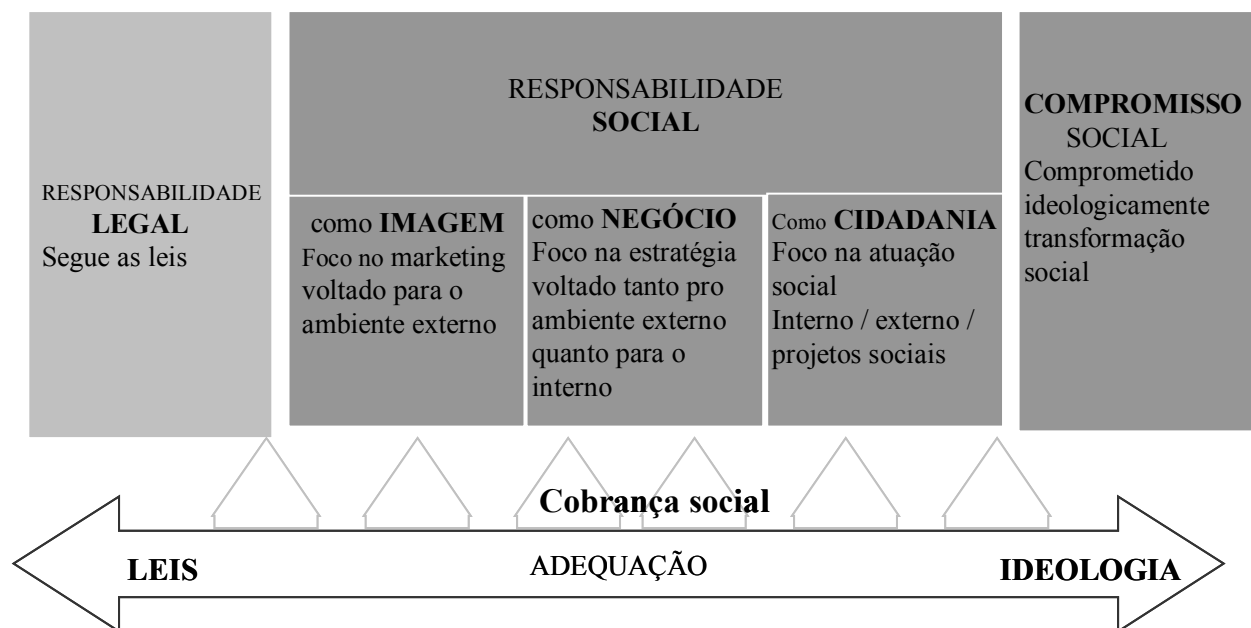 RESPONSABILIDADE
LEGAL
Segue as leis
RESPONSABILIDADE
SOCIAL
como IMAGEM
Foco no marketing
voltado para o
ambiente externo
como NEGÓCIO
Foco na estratégia
voltado tanto pro
ambiente externo
quanto para o
interno
Como CIDADANIA
Foco na atuação
social
Interno / externo /
projetos sociais
COMPROMISSO
SOCIAL
Comprometido
ideologicamente
transformação
social
Cobrança social
LEIS
ADEQUAÇÃO
IDEOLOGIA